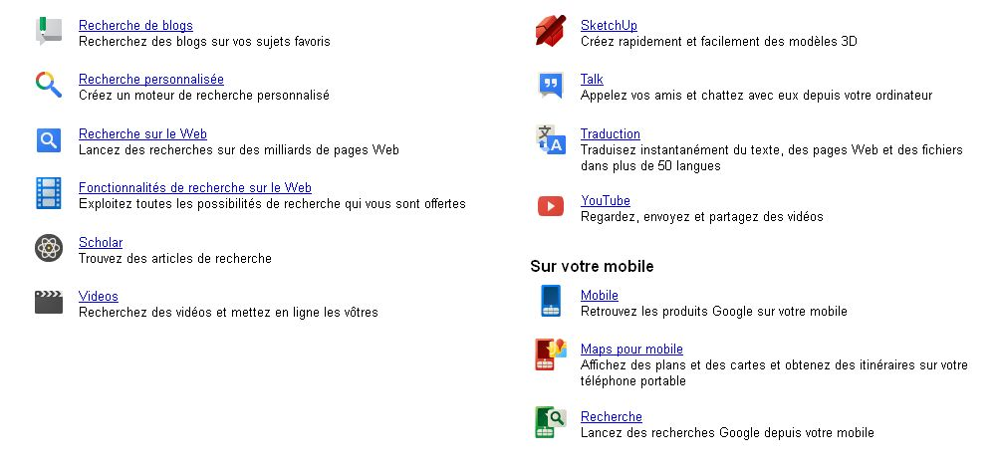 Recherche de blogs
Recherchez des blogs sur vos sujets favoris
Recherche personnalisée
Créez un moteur de recherche personnalisé
Recherche sur le Web
Lancez des recherches sur des milliards de pages Web
Fonctionnalités de recherche sur le Web
Exploitez toutes les possibilités de recherche qui vous sont offertes
Scholar
Trouvez des articles de recherche
Videos
Recherchez des vidéos et mettez en ligne les vôtres
SketchUp
Créez rapidement et facilement des modèles 3D
Talk
Appelez vos amis et chattez avec eux depuis votre ordinateur
Traduction
Traduisez instantanément du texte, des pages Web et des fichiers
dans plus de 50 langues
YouTube
Regardez, envoyez et partagez des vidéos
Sur votre mobile
Mobile
Retrouvez les produits Google sur votre mobile
Maps pour mobile
Affichez des plans et des cartes et obtenez des itinéraires sur votre
téléphone portable
Recherche
Lancez des recherches Google depuis votre mobile